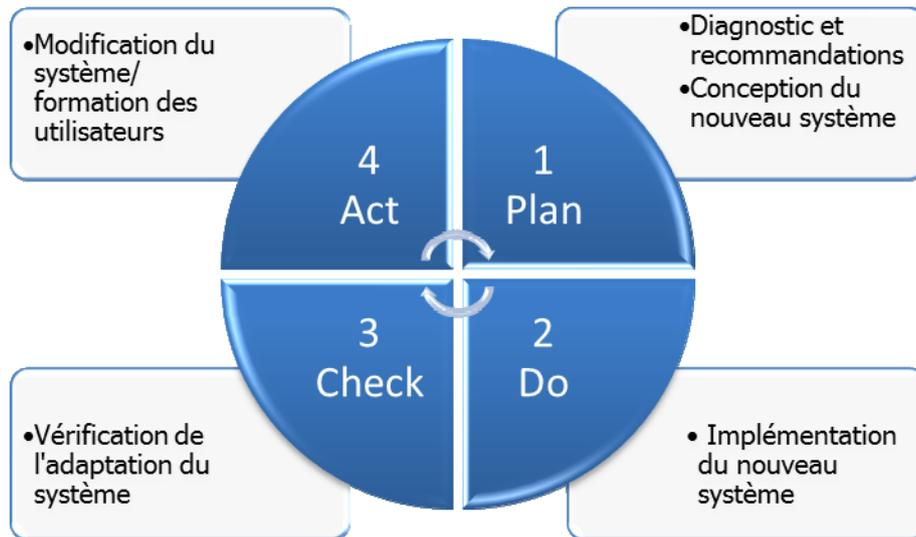 •Modification du
système/
formation des
utilisateurs
•Diagnostic et
recommandations
•Conception du
nouveau système
4
Act
1
Plan
3
Check
2
Do
•Vérification de
l'adaptation du
système
• Implémentation
du nouveau
système